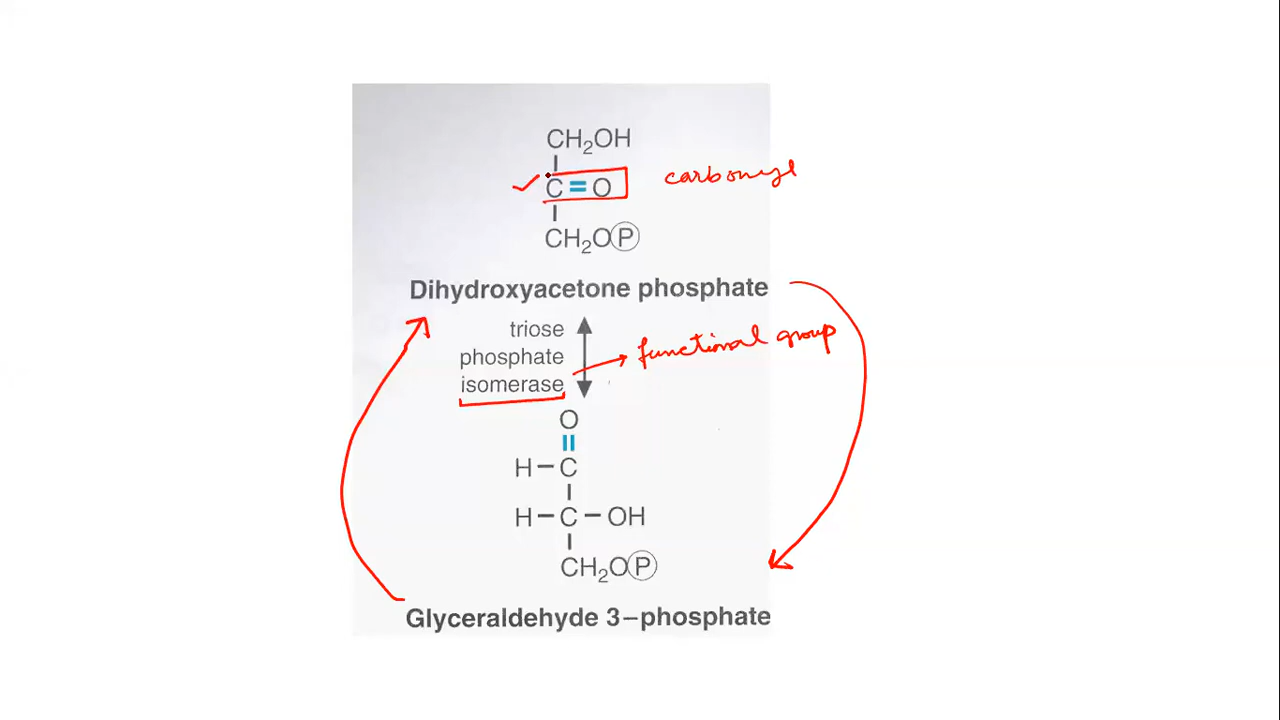 CH₂OH
C=O carbonyl
CH₂OⓅ
Dihydroxyacetone phosphate
triose
phosphate functional group
isomerase
O
H–C
H–C–OH
CH₂OⓅ
Glyceraldehyde 3–phosphate